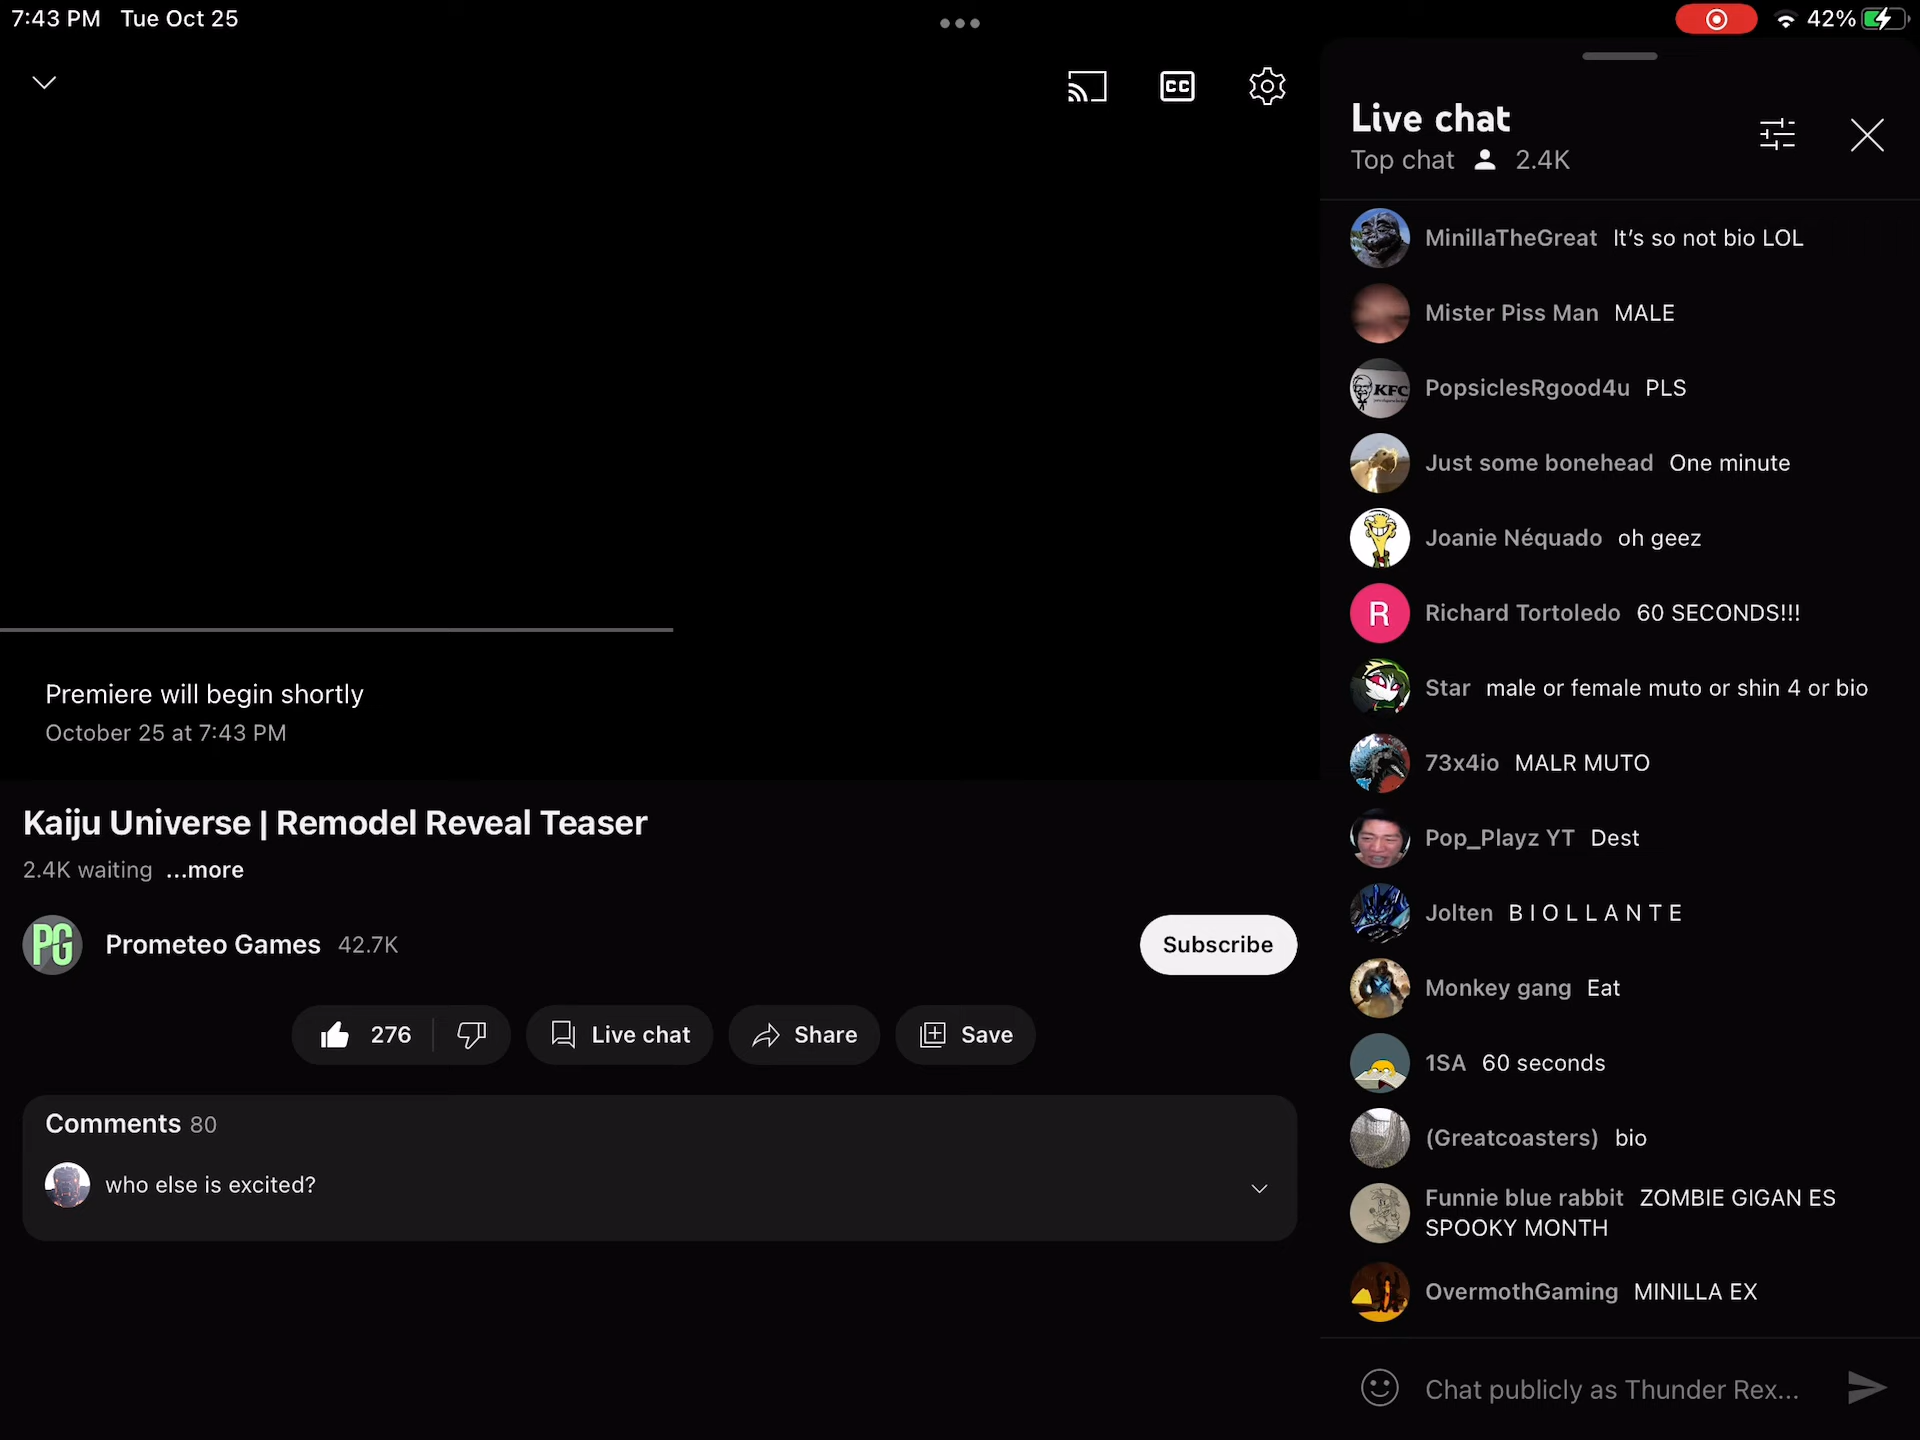 7:43 PM Tue Oct 25
42%
CC
Live chat
Top chat 2.4K
MinillaTheGreat It’s so not bio LOL
Mister Piss Man MALE
KFC
PopsiclesRgood4u PLS
Just some bonehead One minute
Joanie Néquado oh geez
R
Richard Tortoledo 60 SECONDS!!!
Star male or female muto or shin 4 or bio
73x4io MALR MUTO
Pop_Playz YT Dest
Jolten B I O L L A N T E
Monkey gang Eat
1SA 60 seconds
(Greatcoasters) bio
Funnie blue rabbit ZOMBIE GIGAN ES
SPOOKY MONTH
OvermothGaming MINILLA EX
Chat publicly as Thunder Rex...
Premiere will begin shortly
October 25 at 7:43 PM
Kaiju Universe | Remodel Reveal Teaser
2.4K waiting ...more
PG
Prometeo Games 42.7K
Subscribe
276
Live chat
Share
Save
Comments 80
who else is excited?